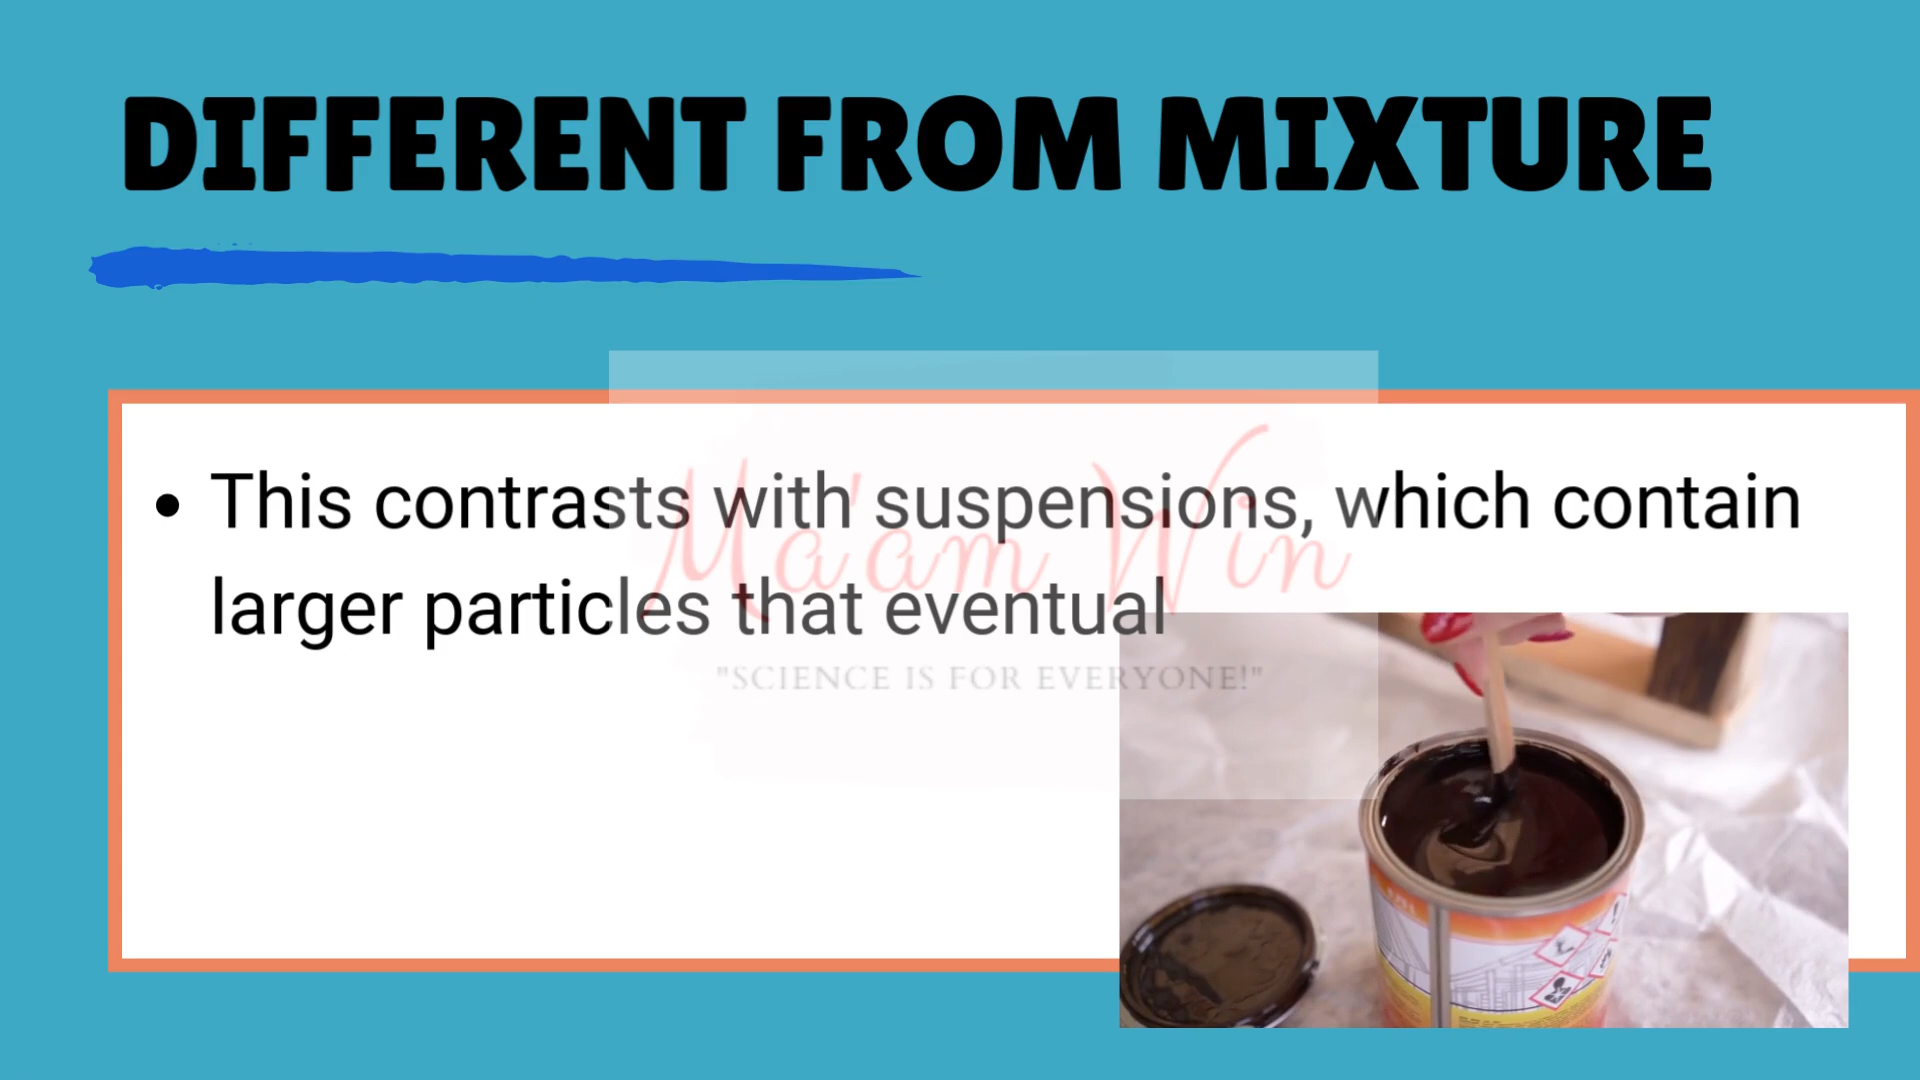 DIFFERENT FROM MIXTURE
• This contrasts with suspensions, which contain
larger particles that eventual
Ma'am Win
"SCIENCE IS FOR EVERYONE!"